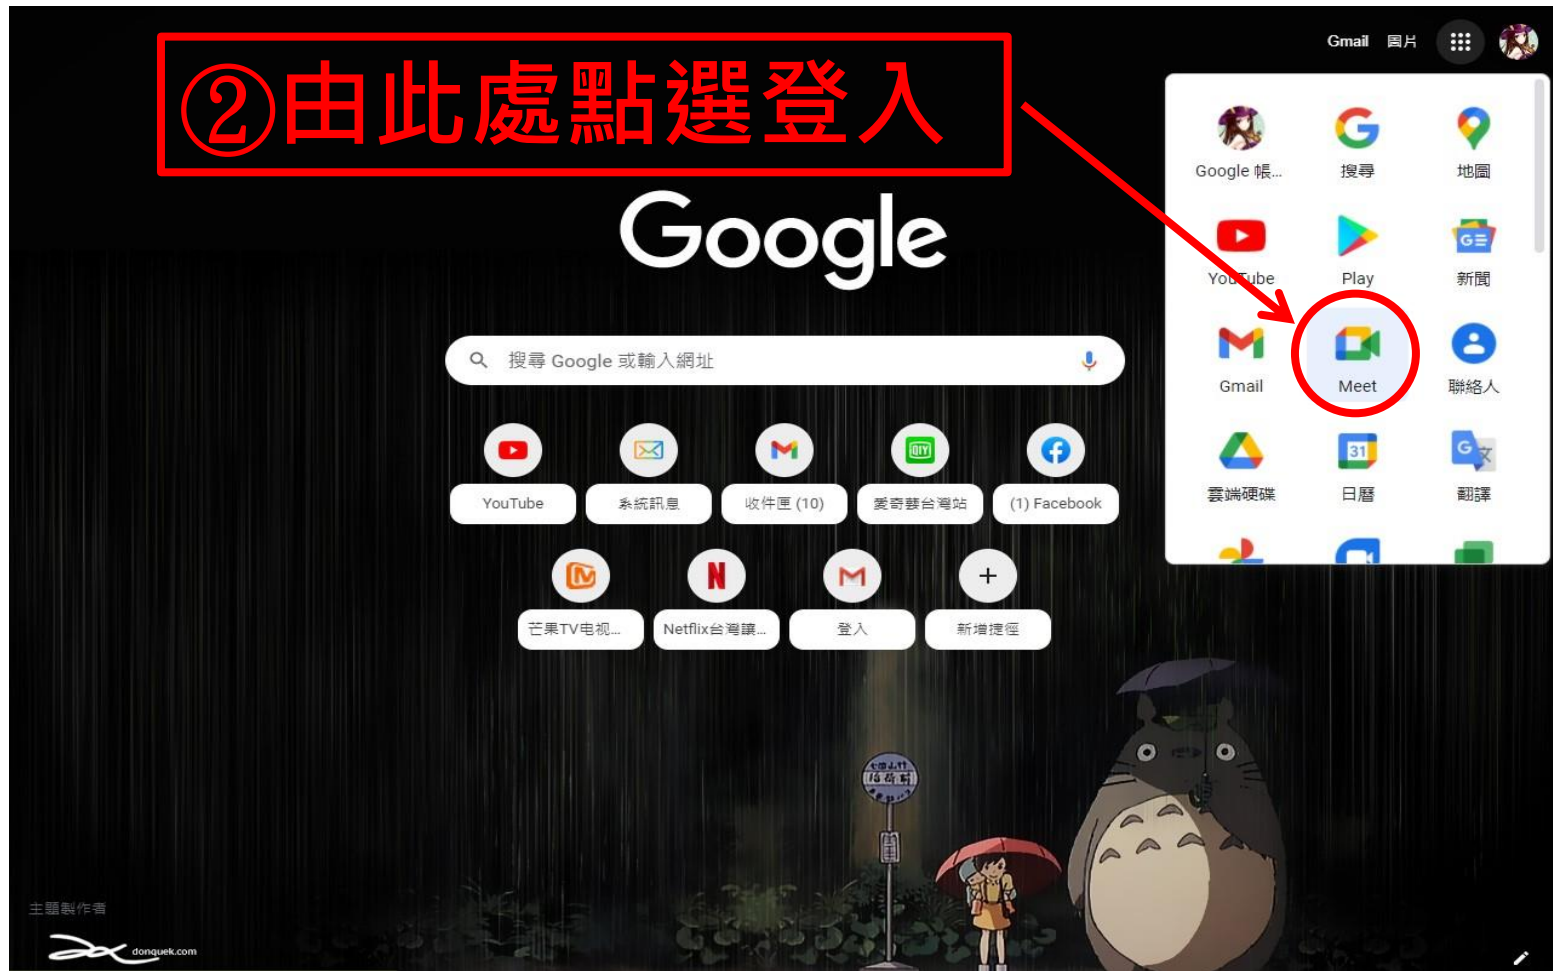 Gmail 圖片
②由此處點選登入
Google 帳... 搜尋 地圖
YouTube Play 新聞
Gmail Meet 聯絡人
31
雲端硬碟 日曆 翻譯
Google
搜尋 Google 或輸入網址
YouTube 系統訊息 收件匣 (10) 愛奇藝台灣站 (1) Facebook
芒果TV电视... Netflix台灣讓... 登入 新增捷徑
主題製作者
donquek.com